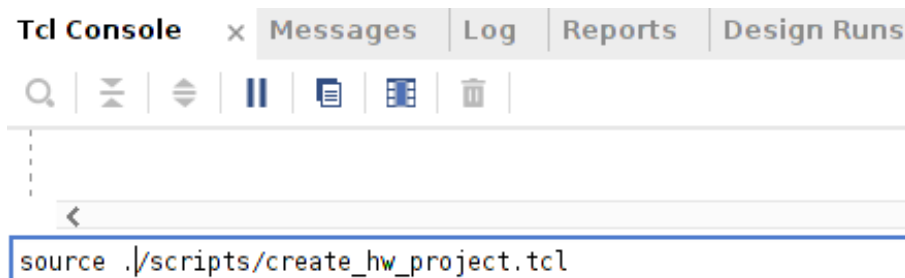 Tcl Console Messages Log Reports Design Runs
source ./scripts/create_hw_project.tcl